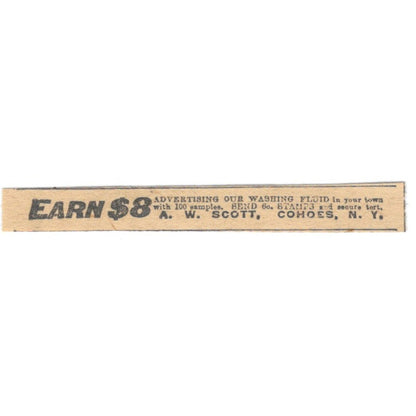 EARN $8 ADVERTISING OUR WASHING FLUID in your town
with 100 samples. SEND 6c. STAMPS and secure tert.
A. W. SCOTT, COHOES, N. Y.